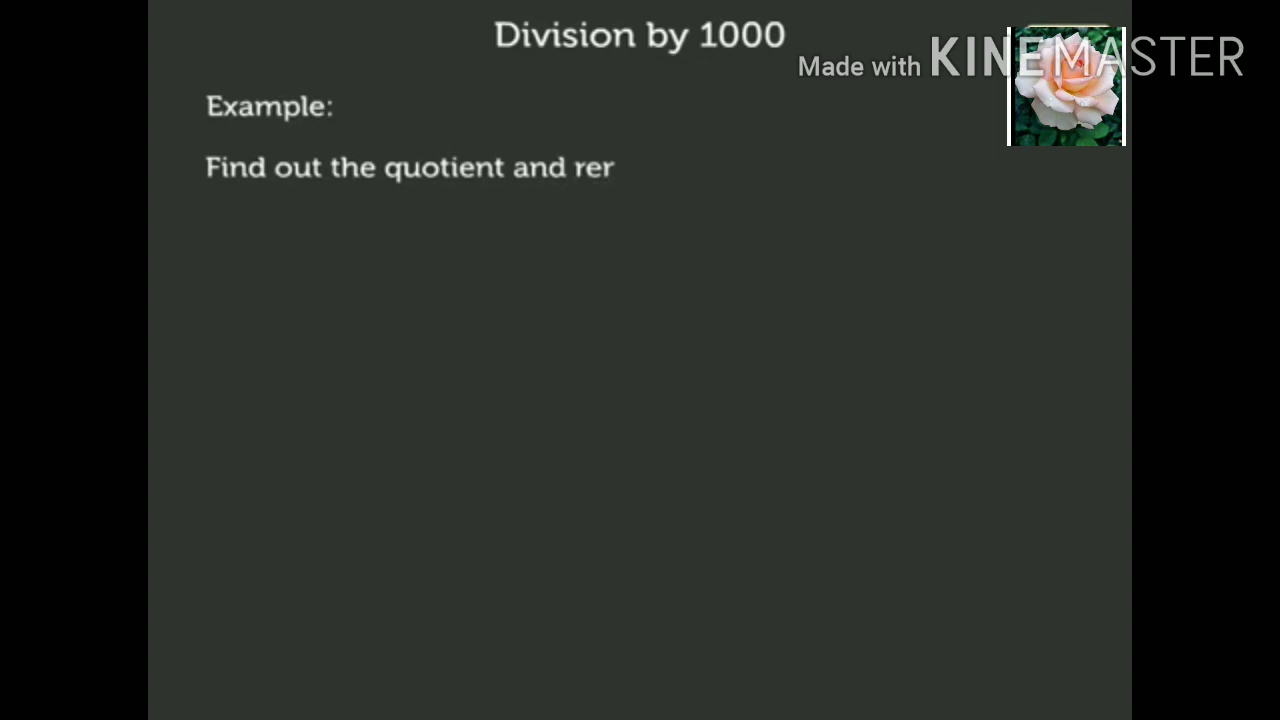 Division by 1000
Made with KINEMASTER
Example:
Find out the quotient and rer